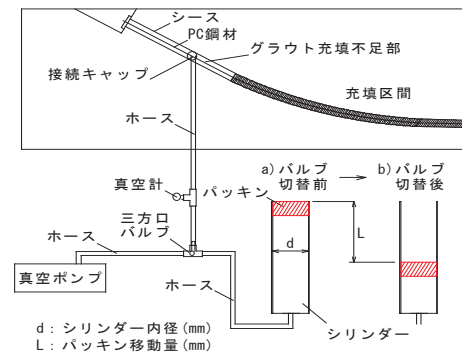 シース
PC鋼材
グラウト充填不足部
接続キャップ
充填区間
ホース
真空計
a)バルブ
切替前
b)バルブ
切替後
パッキン
三方口
バルブ
ホース
d
L
真空ポンプ
ホース
シリンダー
d：シリンダー内径(mm)
L：パッキン移動量(mm)